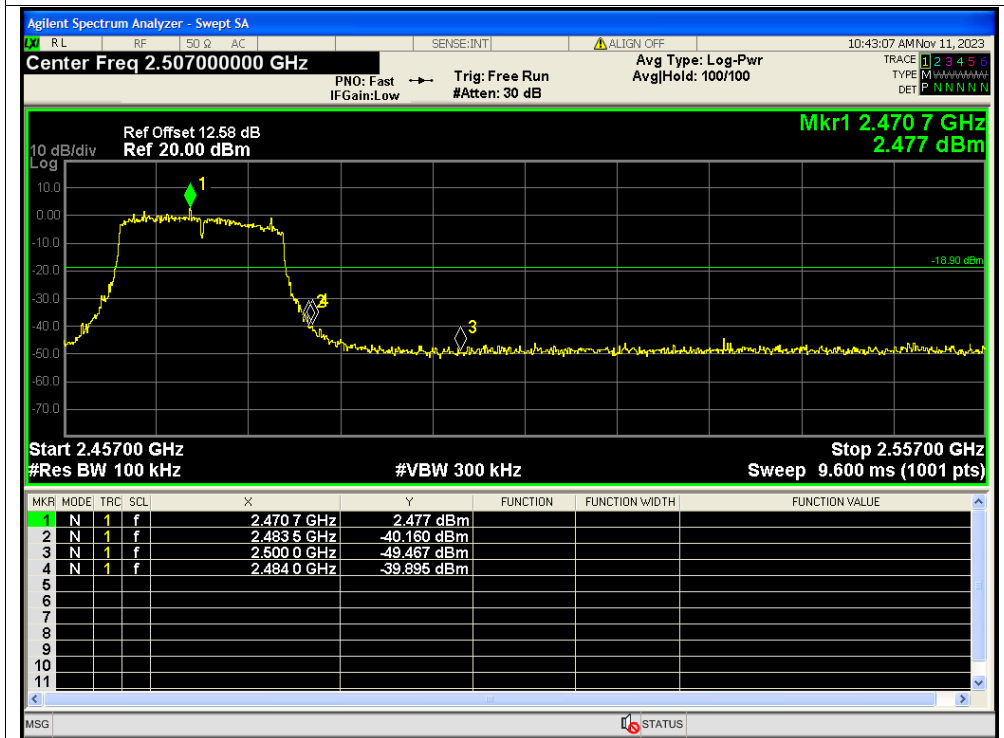 Agilent Spectrum Analyzer - Swept SA
LXI RL RF 50 Ω AC SENSE:INT ALIGN OFF 10:43:07 AM Nov 11, 2023
Center Freq 2.507000000 GHz
PNO: Fast
IFGain:Low
Trig: Free Run
#Atten: 30 dB
Avg Type: Log-Pwr
Avg|Hold: 100/100
TRACE 1 2 3 4 5 6
TYPE M
DET P N N N N N
Ref Offset 12.58 dB
Ref 20.00 dBm
10 dB/div
Log
Mkr1 2.470 7 GHz
2.477 dBm
10.0
0.00
-10.0
-20.0
-30.0
-40.0
-50.0
-60.0
-70.0
1
2 4
3
-18.90 dBm
Start 2.45700 GHz Stop 2.55700 GHz
#Res BW 100 kHz #VBW 300 kHz Sweep 9.600 ms (1001 pts)
MKR MODE TRC SCL X Y FUNCTION FUNCTION WIDTH FUNCTION VALUE
1 N 1 f 2.470 7 GHz 2.477 dBm
2 N 1 f 2.483 5 GHz -40.160 dBm
3 N 1 f 2.500 0 GHz -49.467 dBm
4 N 1 f 2.484 0 GHz -39.895 dBm
5
6
7
8
9
10
11
MSG STATUS